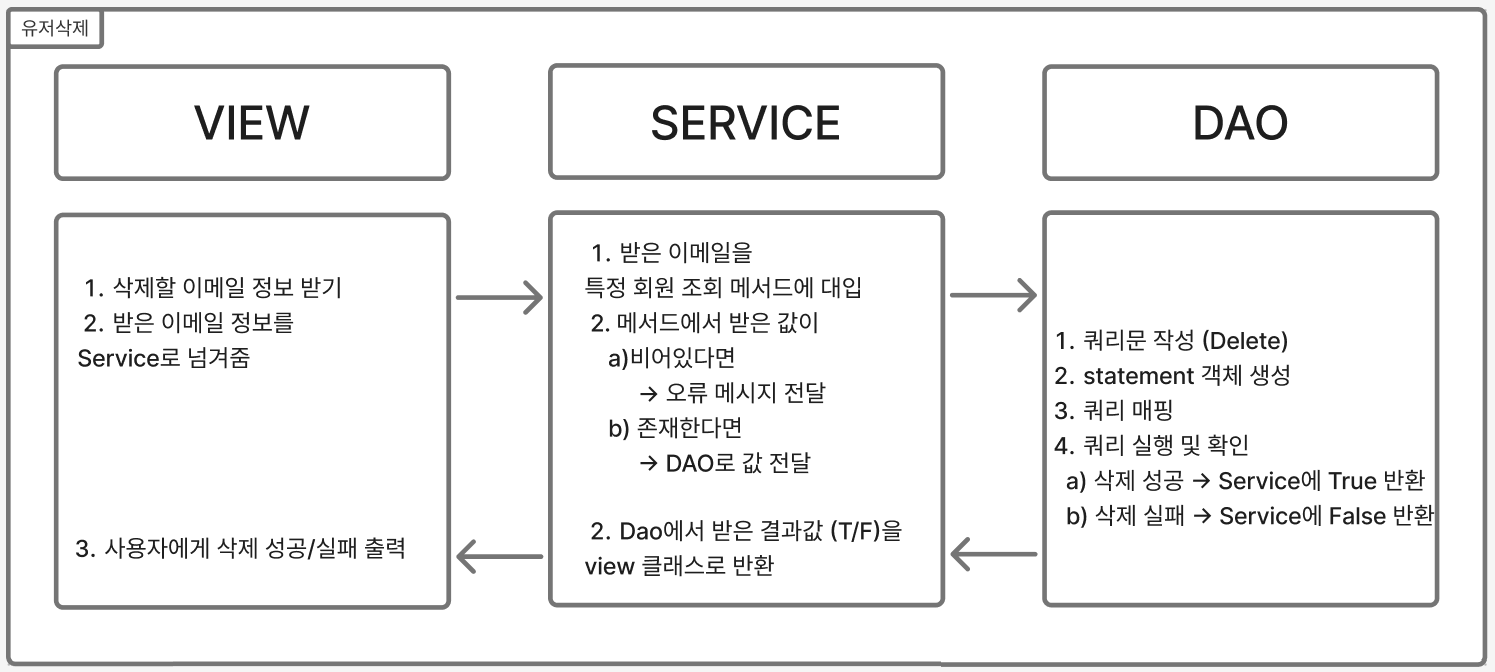 유저삭제
VIEW
SERVICE
DAO
1. 삭제할 이메일 정보 받기
2. 받은 이메일 정보를
Service로 넘겨줌
3. 사용자에게 삭제 성공/실패 출력
1. 받은 이메일을
특정 회원 조회 메서드에 대입
2. 메서드에서 받은 값이
a)비어있다면
→ 오류 메시지 전달
b) 존재한다면
→ DAO로 값 전달
2. Dao에서 받은 결과값 (T/F)을
view 클래스로 반환
1. 쿼리문 작성 (Delete)
2. statement 객체 생성
3. 쿼리 매핑
4. 쿼리 실행 및 확인
a) 삭제 성공 → Service에 True 반환
b) 삭제 실패 → Service에 False 반환